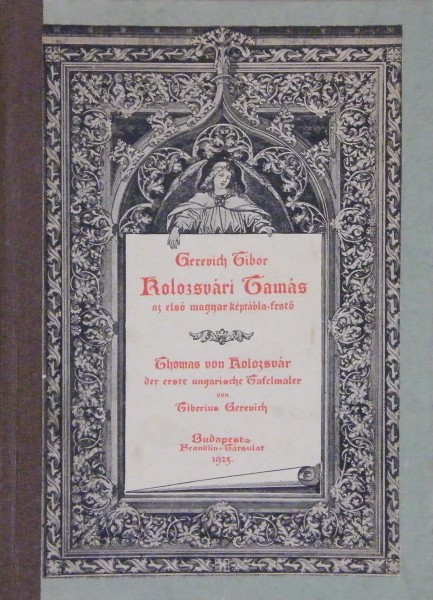 Gerevich Tibor
Kolozsvári Tamás
az első magyar képtábla-festő
Thomas von Kolozsvár
der erste ungarische Tafelmaler
von
Tiberius Gerevich
Budapest
Franklin-Társulat
1923.